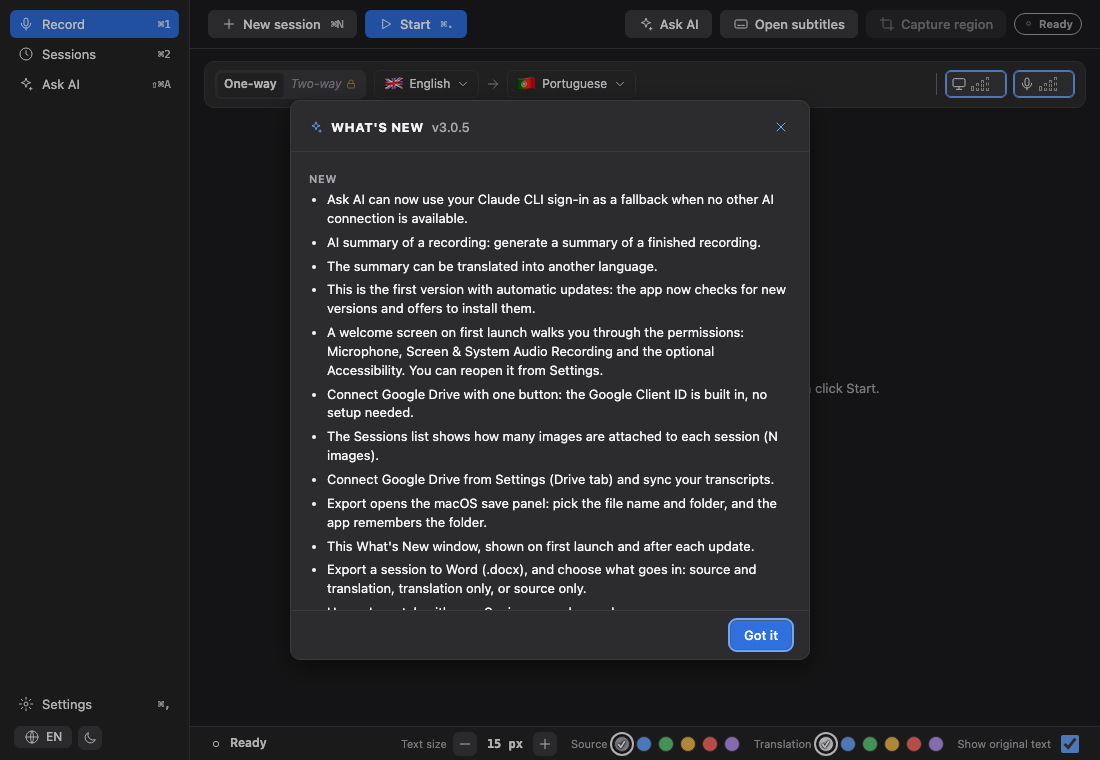 Record ⌘1
Sessions ⌘2
Ask AI ⇧⌘A
New session ⌘N
Start ⌘.
Ask AI
Open subtitles
Capture region
Ready
One-way
Two-way
English
→
Portuguese
WHAT'S NEW v3.0.5
NEW
• Ask AI can now use your Claude CLI sign-in as a fallback when no other AI
connection is available.
• AI summary of a recording: generate a summary of a finished recording.
• The summary can be translated into another language.
• This is the first version with automatic updates: the app now checks for new
versions and offers to install them.
• A welcome screen on first launch walks you through the permissions:
Microphone, Screen & System Audio Recording and the optional
Accessibility. You can reopen it from Settings.
• Connect Google Drive with one button: the Google Client ID is built in, no
setup needed.
• The Sessions list shows how many images are attached to each session (N
images).
• Connect Google Drive from Settings (Drive tab) and sync your transcripts.
• Export opens the macOS save panel: pick the file name and folder, and the
app remembers the folder.
• This What's New window, shown on first launch and after each update.
• Export a session to Word (.docx), and choose what goes in: source and
translation, translation only, or source only.
click Start.
Got it
Settings ⌘,
EN
Ready
Text size
15 px
Source
Translation
Show original text